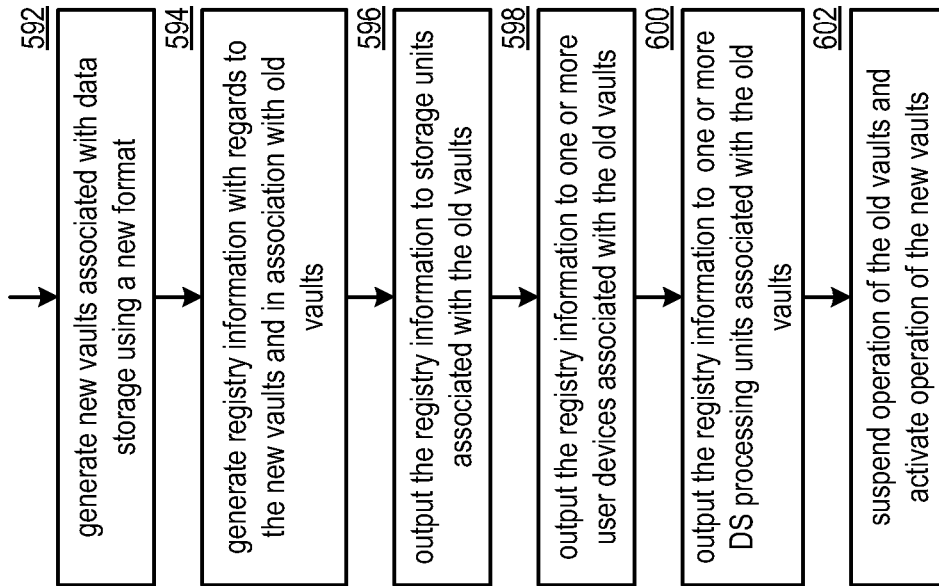 592
generate new vaults associated with data
storage using a new format
594
generate registry information with regards to
the new vaults and in association with old
vaults
596
output the registry information to storage units
associated with the old vaults
598
output the registry information to one or more
user devices associated with the old vaults
600
output the registry information to one or more
DS processing units associated with the old
vaults
602
suspend operation of the old vaults and
activate operation of the new vaults